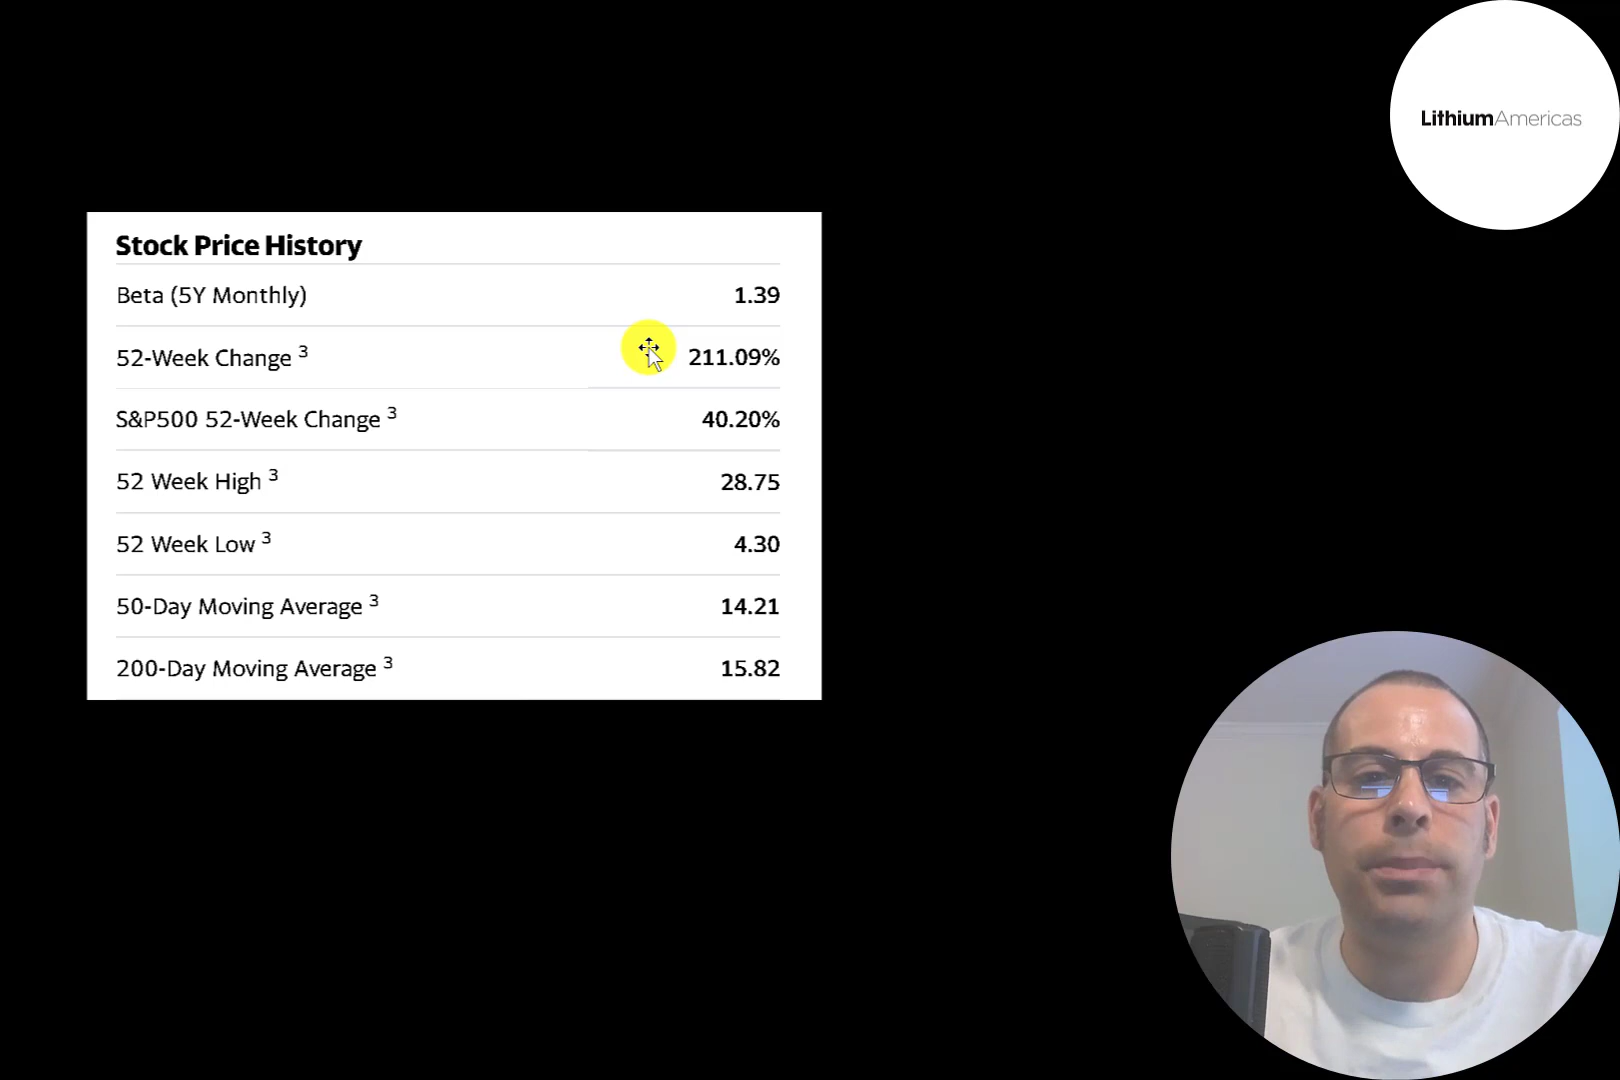 LithiumAmericas
Stock Price History
Beta (5Y Monthly) 1.39
52-Week Change 3 211.09%
S&P500 52-Week Change 3 40.20%
52 Week High 3 28.75
52 Week Low 3 4.30
50-Day Moving Average 3 14.21
200-Day Moving Average 3 15.82